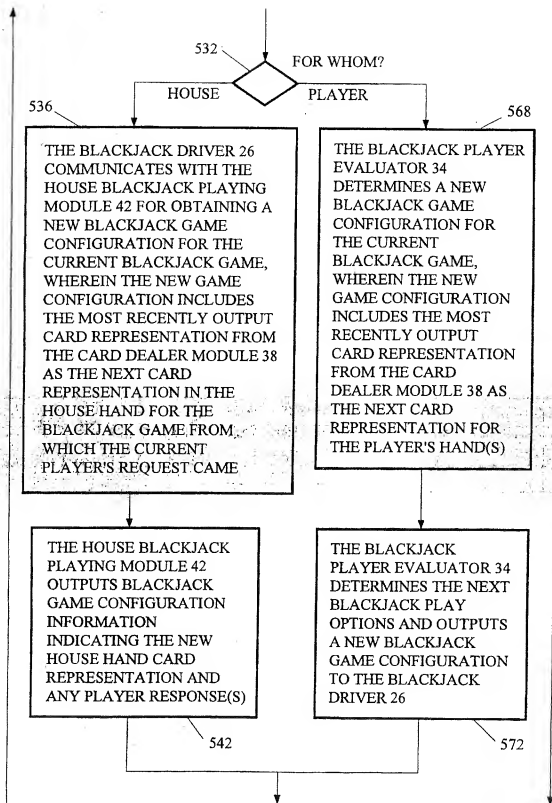 532
FOR WHOM?
HOUSE
PLAYER
536
THE BLACKJACK DRIVER 26
COMMUNICATES WITH THE
HOUSE BLACKJACK PLAYING
MODULE 42 FOR OBTAINING A
NEW BLACKJACK GAME
CONFIGURATION FOR THE
CURRENT BLACKJACK GAME,
WHEREIN THE NEW GAME
CONFIGURATION INCLUDES
THE MOST RECENTLY OUTPUT
CARD REPRESENTATION FROM
THE CARD DEALER MODULE 38
AS THE NEXT CARD
REPRESENTATION IN THE
HOUSE HAND FOR THE
BLACKJACK GAME FROM
WHICH THE CURRENT
PLAYER'S REQUEST CAME
568
THE BLACKJACK PLAYER
EVALUATOR 34
DETERMINES A NEW
BLACKJACK GAME
CONFIGURATION FOR
THE CURRENT
BLACKJACK GAME,
WHEREIN THE NEW
GAME CONFIGURATION
INCLUDES THE MOST
RECENTLY OUTPUT
CARD REPRESENTATION
FROM THE CARD
DEALER MODULE 38 AS
THE NEXT CARD
REPRESENTATION FOR
THE PLAYER'S HAND(S)
THE HOUSE BLACKJACK
PLAYING MODULE 42
OUTPUTS BLACKJACK
GAME CONFIGURATION
INFORMATION
INDICATING THE NEW
HOUSE HAND CARD
REPRESENTATION AND
ANY PLAYER RESPONSE(S)
542
THE BLACKJACK
PLAYER EVALUATOR 34
DETERMINES THE NEXT
BLACKJACK PLAY
OPTIONS AND OUTPUTS
A NEW BLACKJACK
GAME CONFIGURATION
TO THE BLACKJACK
DRIVER 26
572